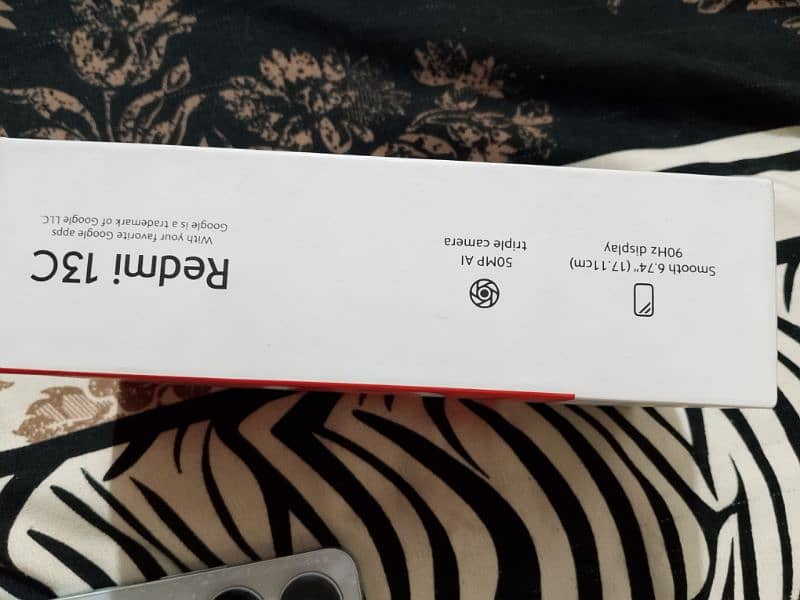 Smooth 6.74" (17.11cm)
90Hz display
50MP AI
triple camera
Redmi 13C
With your favorite Google apps
Google is a trademark of Google LLC.